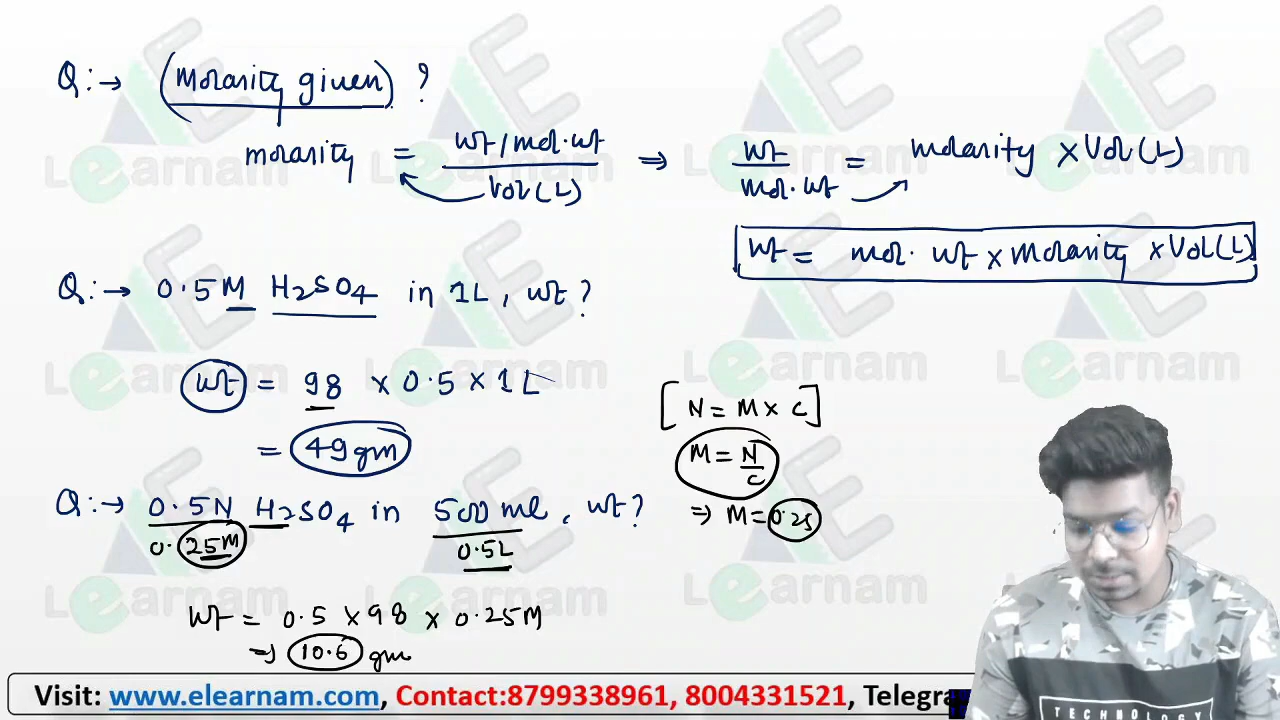 Q:→ (Molarity given) ?
molarity = wt/mol.wt / Vol(L) ⇒ wt / mol.wt = molarity × Vol(L)
wt = mol. wt × Molarity × Vol(L)
Q:→ 0.5M H2SO4 in 1L, wt?
wt = 98 × 0.5 × 1L
= 49gm
[N = M × C]
M = N/C
⇒ M = 0.25
Q:→ 0.5N H2SO4 in 500 ml, wt?
0.25M 0.5L
wt = 0.5 × 98 × 0.25M
⇒ 10.6 gm
Visit: www.elearnam.com, Contact:8799338961, 8004331521, Telegra
TECHNOLOGY
Learnam